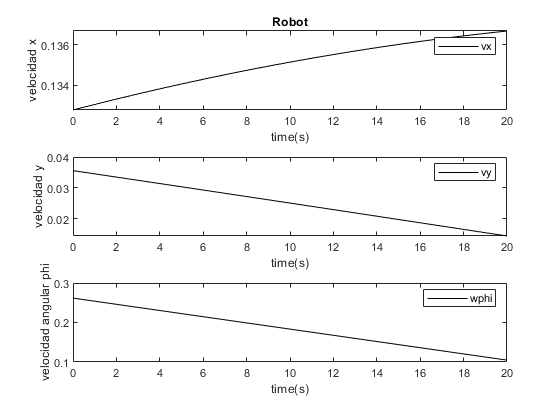 Robot
velocidad x
0.136
0.134
vx
0 2 4 6 8 10 12 14 16 18 20
time(s)
velocidad y
0.04
0.03
0.02
vy
0 2 4 6 8 10 12 14 16 18 20
time(s)
velocidad angular phi
0.3
0.2
0.1
wphi
0 2 4 6 8 10 12 14 16 18 20
time(s)